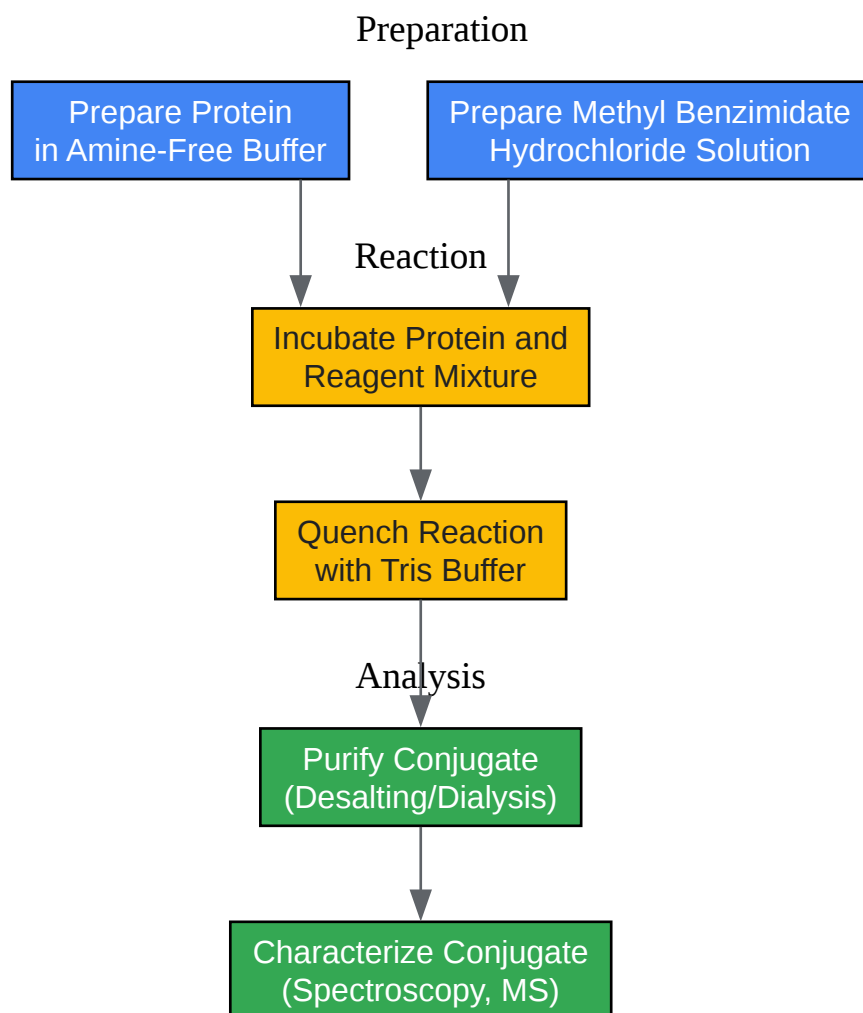 Preparation
Prepare Protein
in Amine-Free Buffer
Prepare Methyl Benzimidate
Hydrochloride Solution
Reaction
Incubate Protein and
Reagent Mixture
Quench Reaction
with Tris Buffer
Analysis
Purify Conjugate
(Desalting/Dialysis)
Characterize Conjugate
(Spectroscopy, MS)